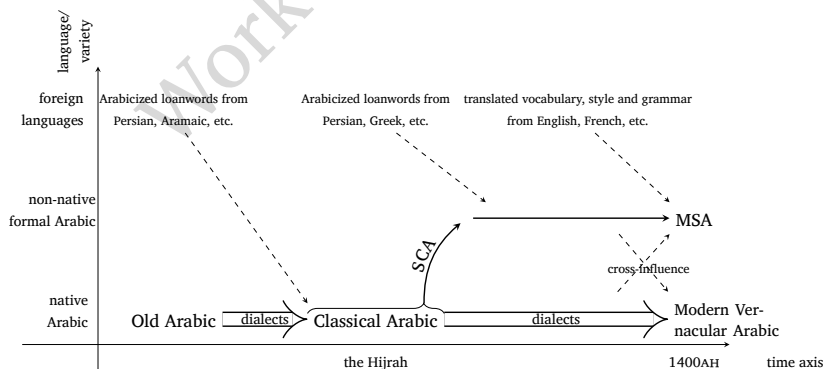 language/
variety
Work
foreign
languages
Arabicized loanwords from
Persian, Aramaic, etc.
Arabicized loanwords from
Persian, Greek, etc.
translated vocabulary, style and grammar
from English, French, etc.
non-native
formal Arabic
MSA
SCA
cross-influence
native
Arabic
Old Arabic
dialects
Classical Arabic
dialects
Modern Ver-
nacular Arabic
the Hijrah
1400AH
time axis